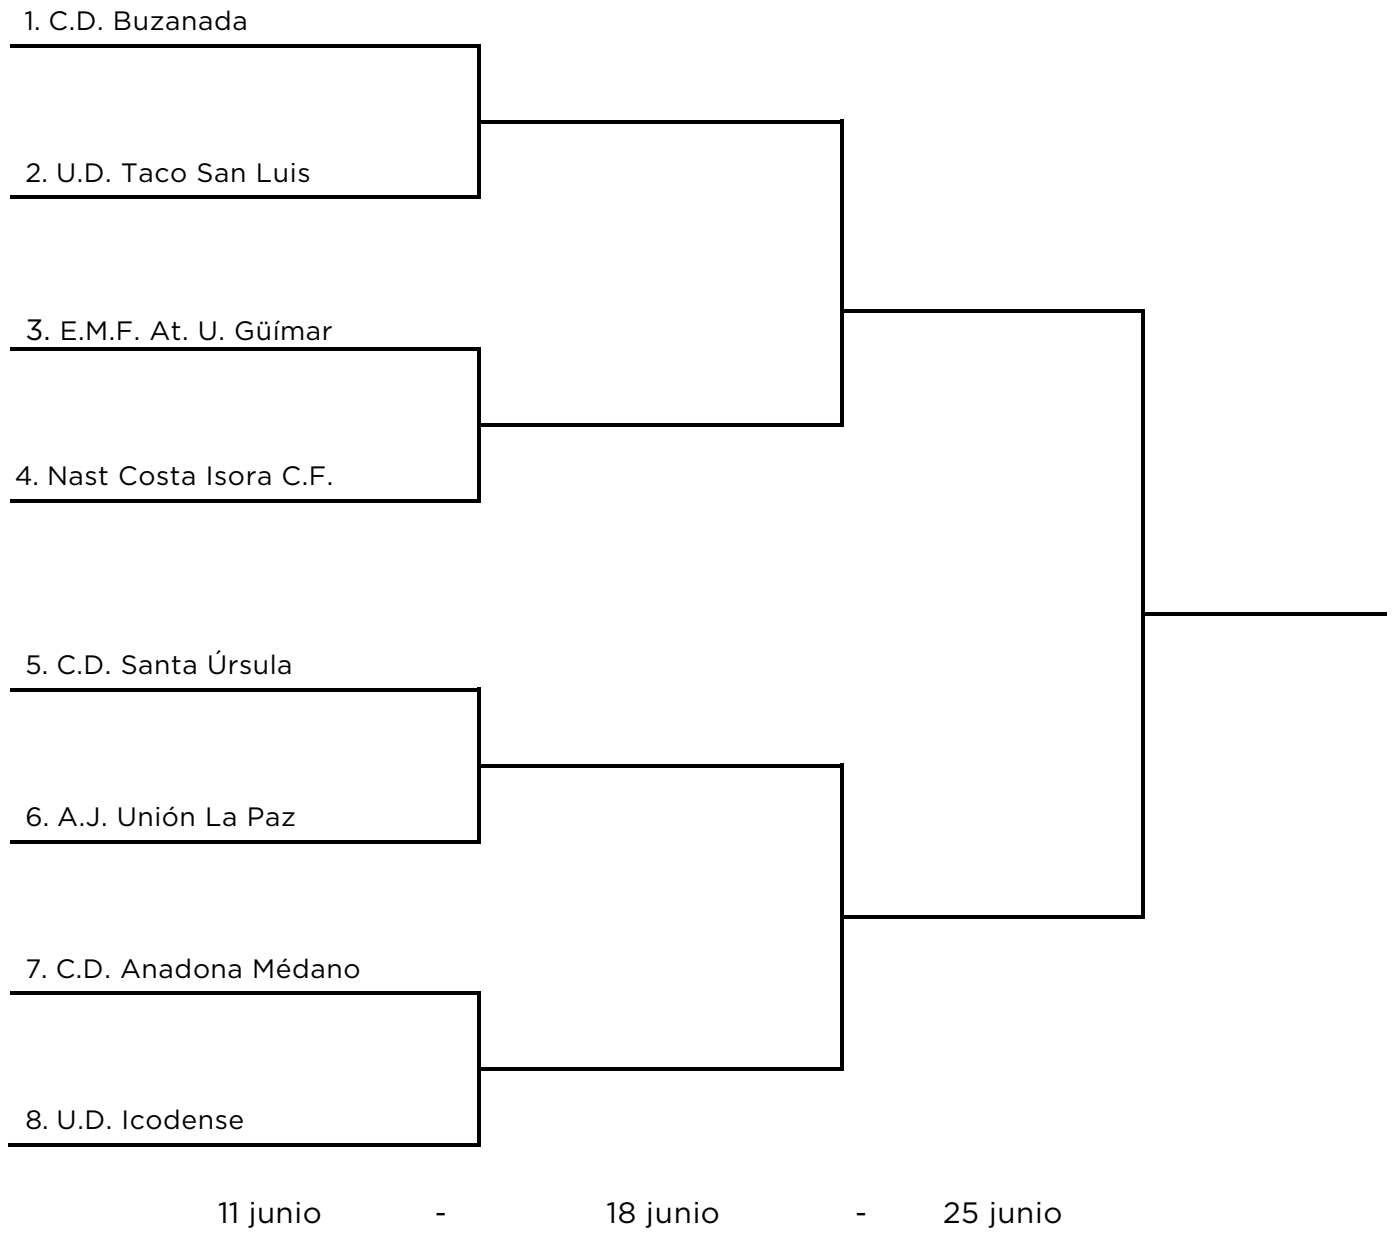 1. C.D. Buzanada
2. U.D. Taco San Luis
3. E.M.F. At. U. Güímar
4. Nast Costa Isora C.F.
5. C.D. Santa Úrsula
6. A.J. Unión La Paz
7. C.D. Anadona Médano
8. U.D. Icodense
11 junio - 18 junio - 25 junio